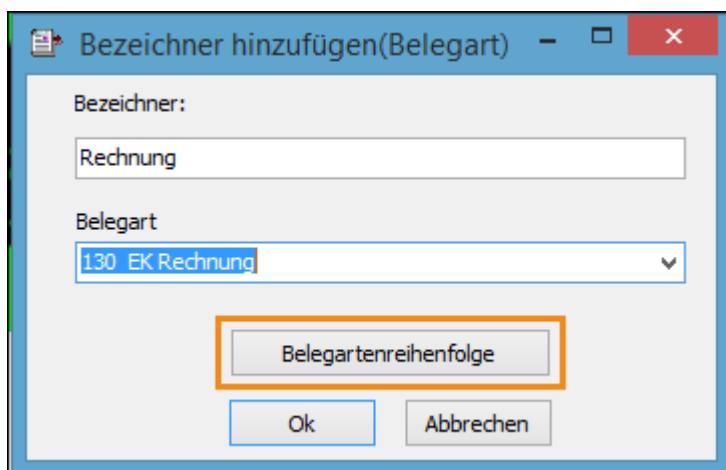 Bezeichner hinzufügen(Belegart)
Bezeichner:
Rechnung
Belegart
130 EK Rechnung
Belegartenreihenfolge
Ok Abbrechen